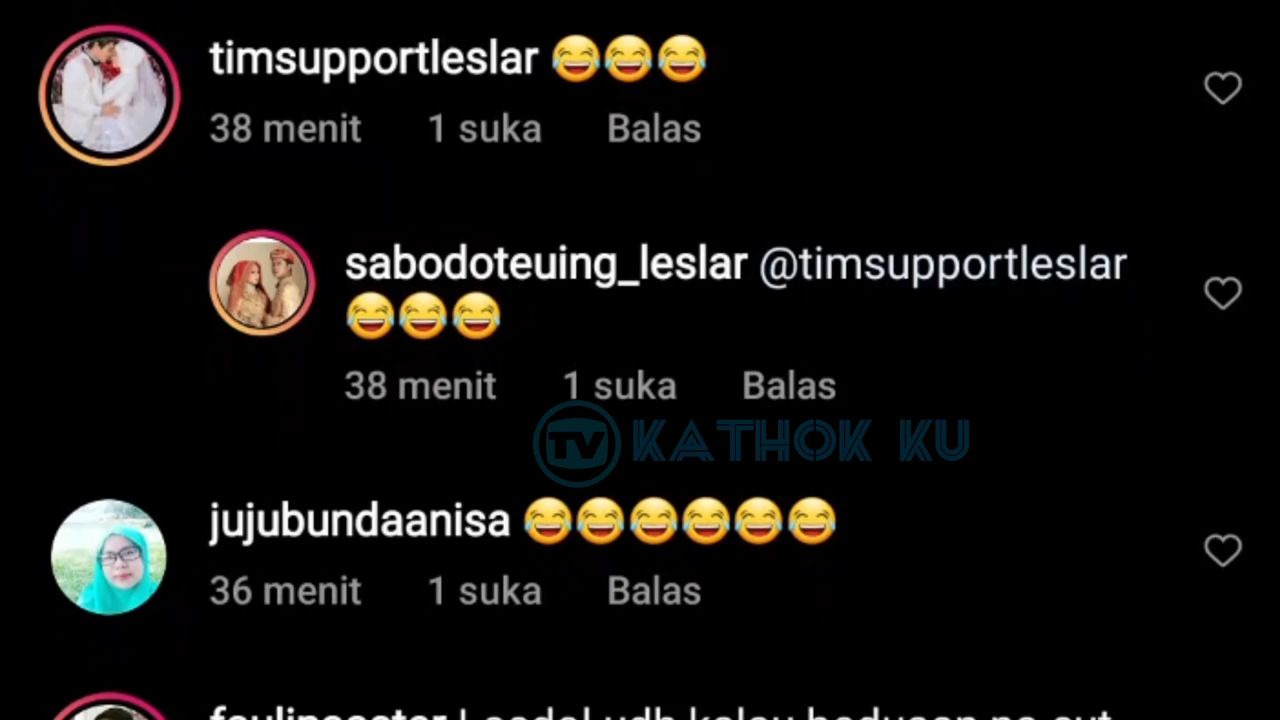 timsupportleslar 😂😂😂
38 menit 1 suka Balas
sabodoteuing_leslar @timsupportleslar
😂😂😂
38 menit 1 suka Balas
TV KATHOK KU
jujubundaanisa 😂😂😂😂😂😂
36 menit 1 suka Balas